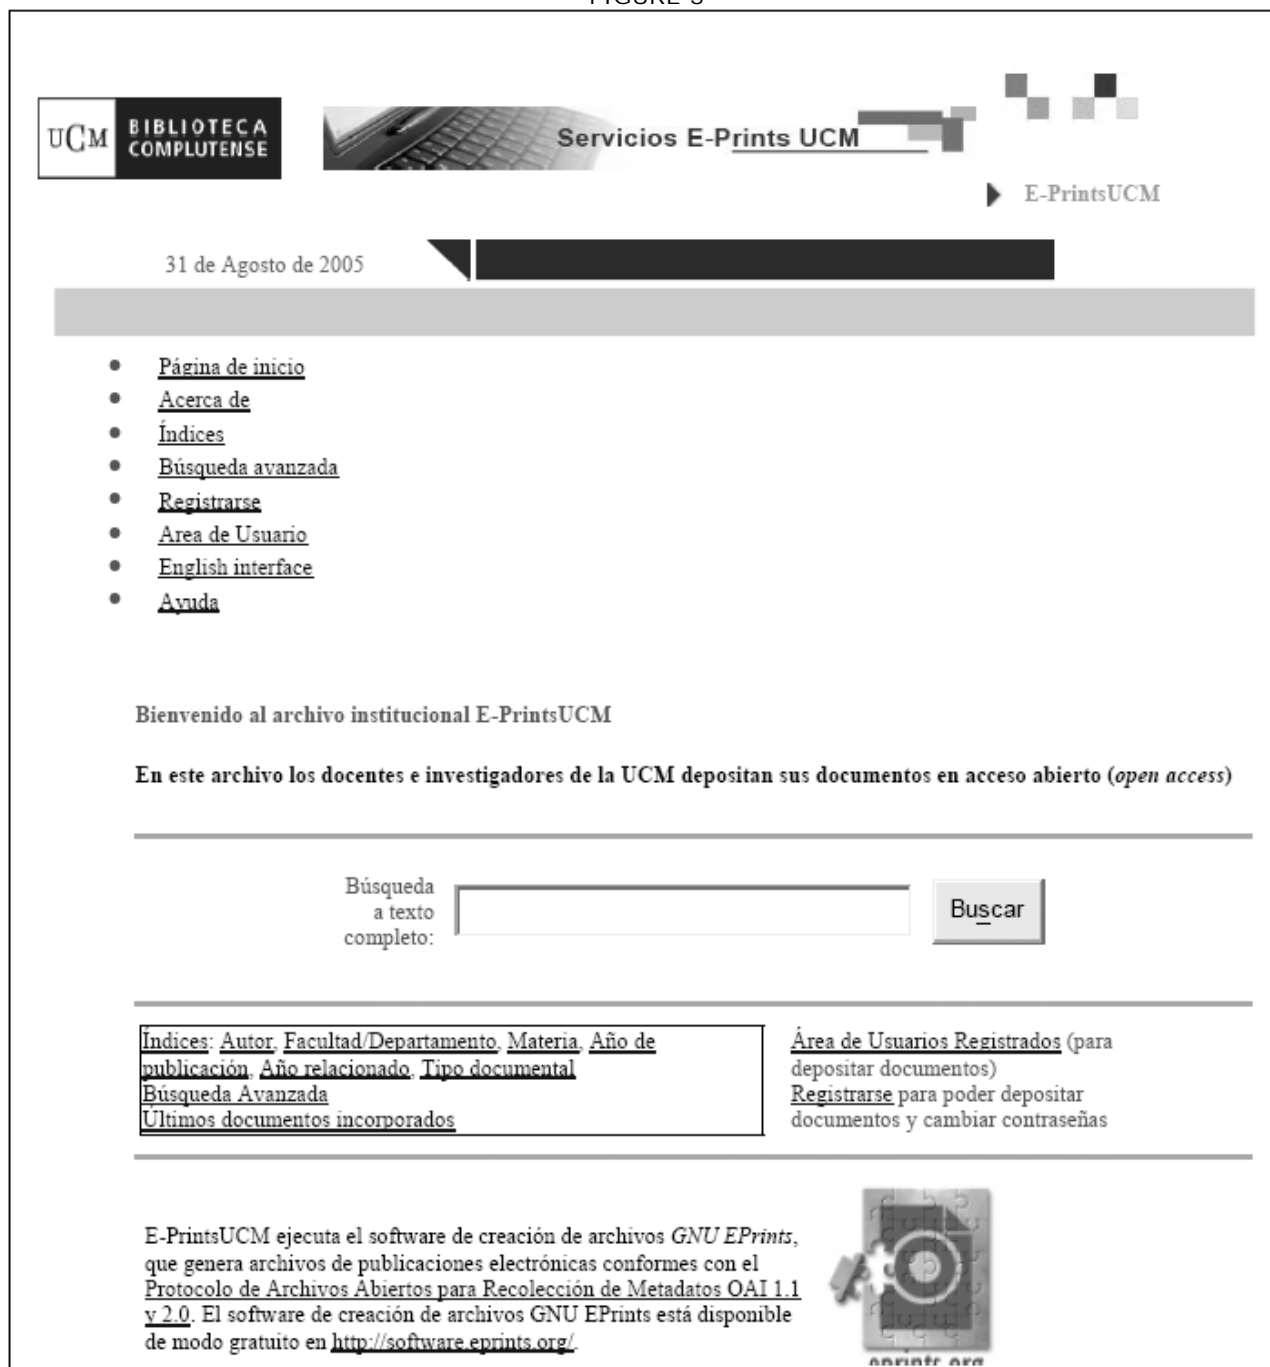 FIGURE 3
UCM BIBLIOTECA
COMPLUTENSE
Servicios E-Prints UCM
E-PrintsUCM
31 de Agosto de 2005
Página de inicio
Acerca de
Índices
Búsqueda avanzada
Registrarse
Area de Usuario
English interface
Ayuda
Bienvenido al archivo institucional E-PrintsUCM
En este archivo los docentes e investigadores de la UCM depositan sus documentos en acceso abierto (open access)
Búsqueda
a texto
completo:
Buscar
Índices: Autor, Facultad/Departamento, Materia, Año de
publicación, Año relacionado, Tipo documental
Búsqueda Avanzada
Últimos documentos incorporados
Área de Usuarios Registrados (para
depositar documentos)
Registrarse para poder depositar
documentos y cambiar contraseñas
E-PrintsUCM ejecuta el software de creación de archivos GNU EPrints,
que genera archivos de publicaciones electrónicas conformes con el
Protocolo de Archivos Abiertos para Recolección de Metadatos OAI 1.1
y 2.0. El software de creación de archivos GNU EPrints está disponible
de modo gratuito en http://software.eprints.org/.
eprints.org